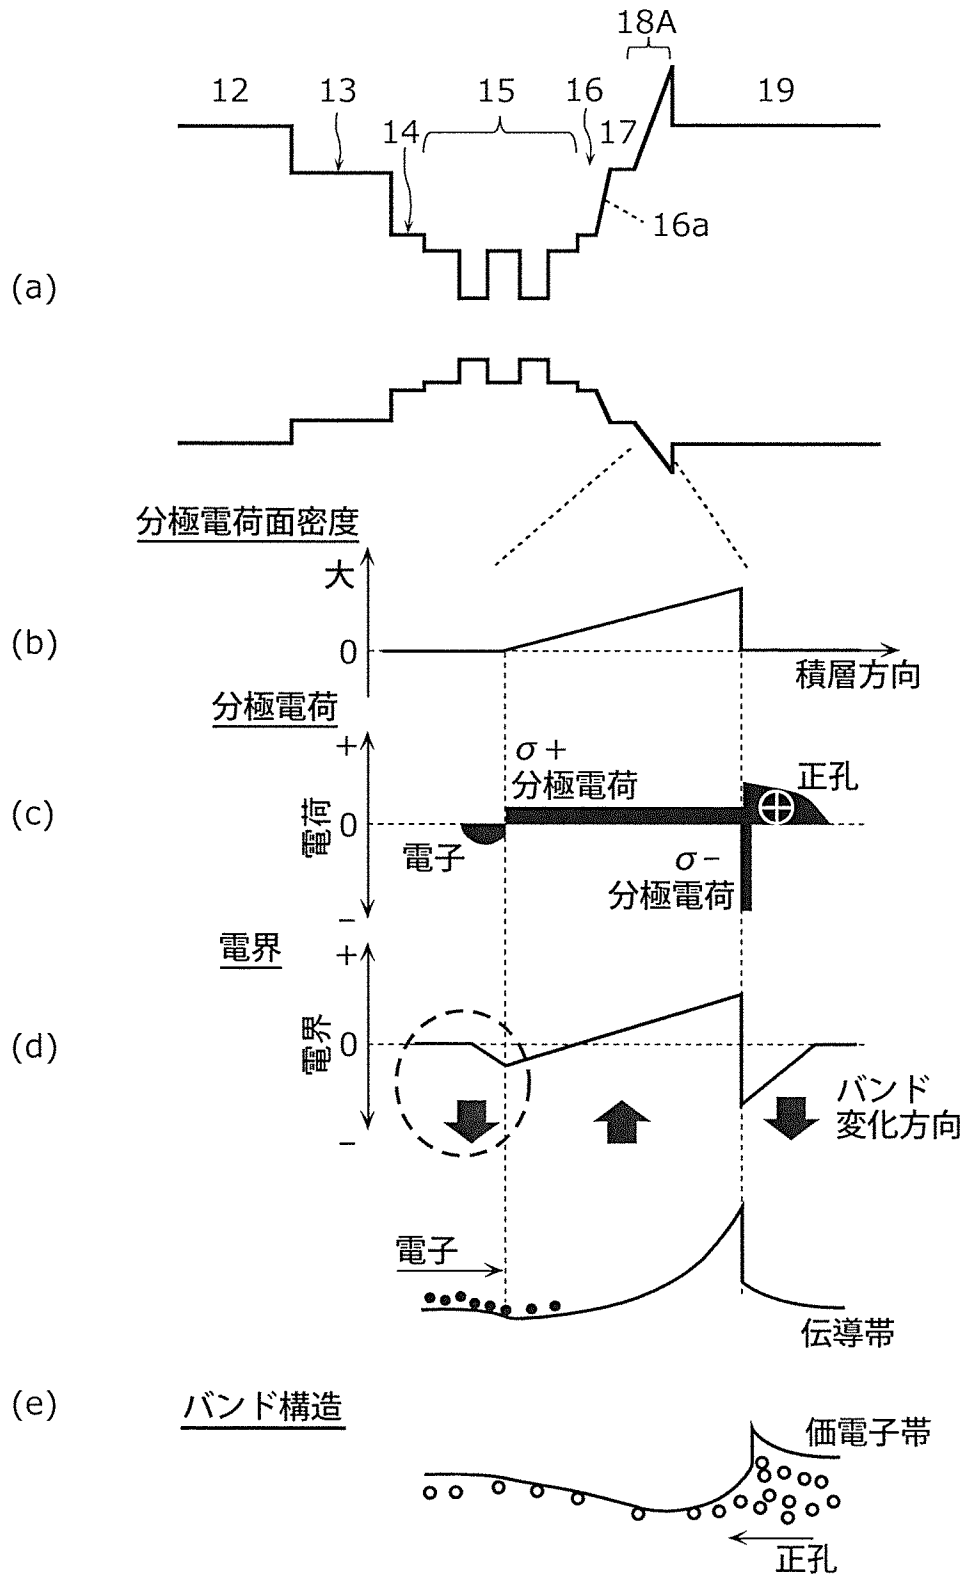 18A
12
13
15
16
19
14
17
16a
(a)
分極電荷面密度
大
(b)
0
積層方向
分極電荷
+
σ+
分極電荷
正孔
(c)
電荷
0
電子
σ-
分極電荷
-
電界
+
(d)
電界
0
バンド
変化方向
-
電子
伝導帯
(e)
バンド構造
価電子帯
正孔